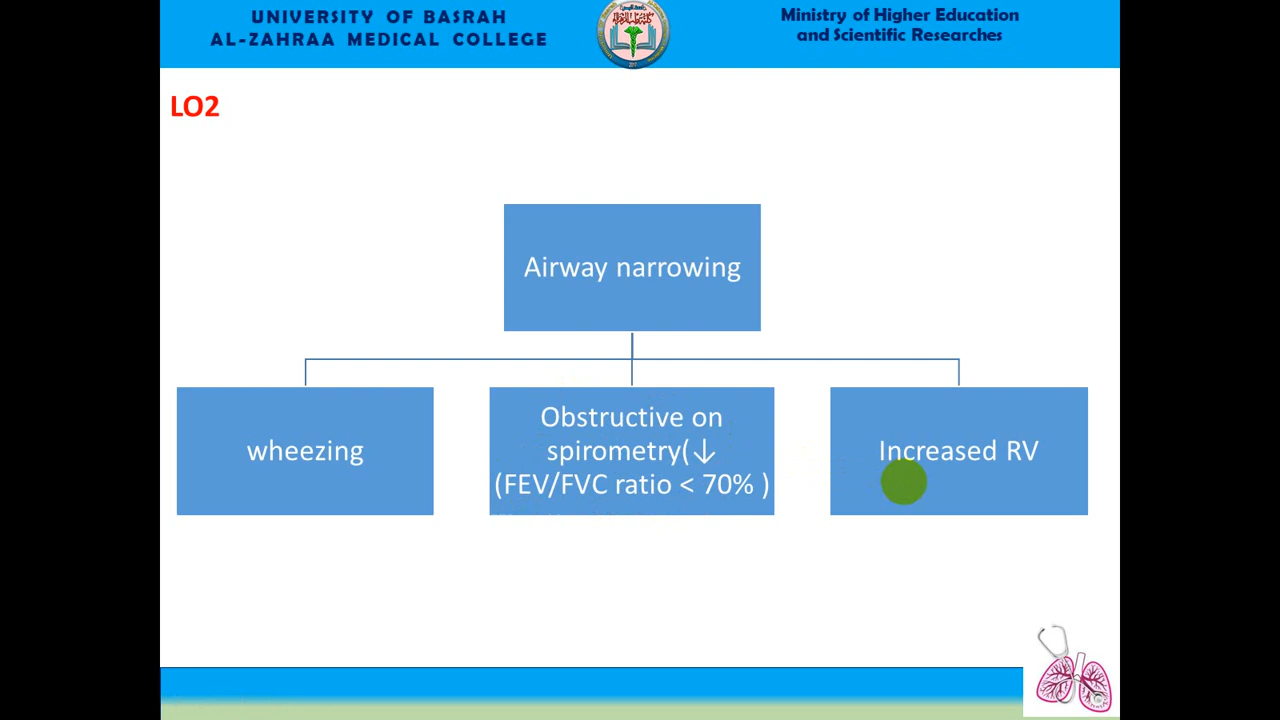 UNIVERSITY OF BASRAH
AL-ZAHRAA MEDICAL COLLEGE
Ministry of Higher Education
and Scientific Researches
LO2
Airway narrowing
wheezing
Obstructive on
spirometry(↓
(FEV/FVC ratio < 70% )
Increased RV